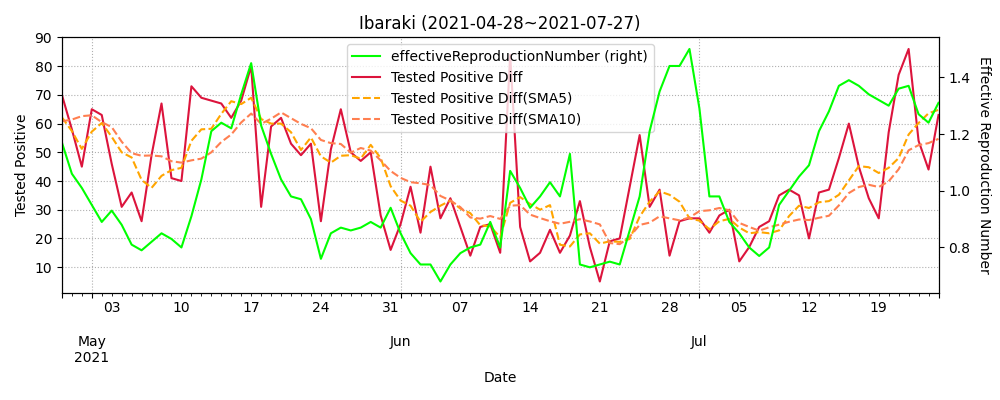 Ibaraki (2021-04-28~2021-07-27)
effectiveReproductionNumber (right)
Tested Positive Diff
Tested Positive Diff(SMA5)
Tested Positive Diff(SMA10)
90
80
70
60
50
40
30
20
10
Tested Positive
1.4
1.2
1.0
0.8
Effective Reproduction Number
03 10 17 24 31 07 14 21 28 05 12 19
May Jun Jul
2021
Date